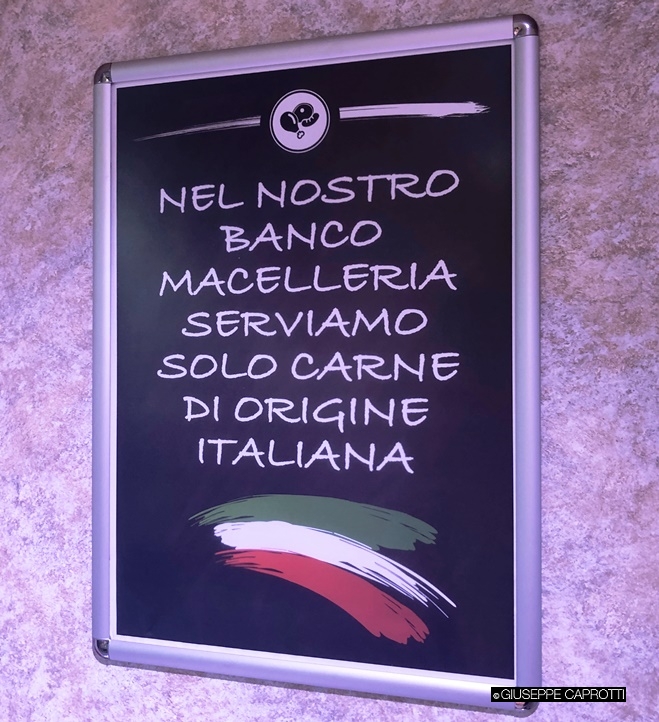 NEL NOSTRO
BANCO
MACELLERIA
SERVIAMO
SOLO CARNE
DI ORIGINE
ITALIANA
©GIUSEPPE CAPROTTI